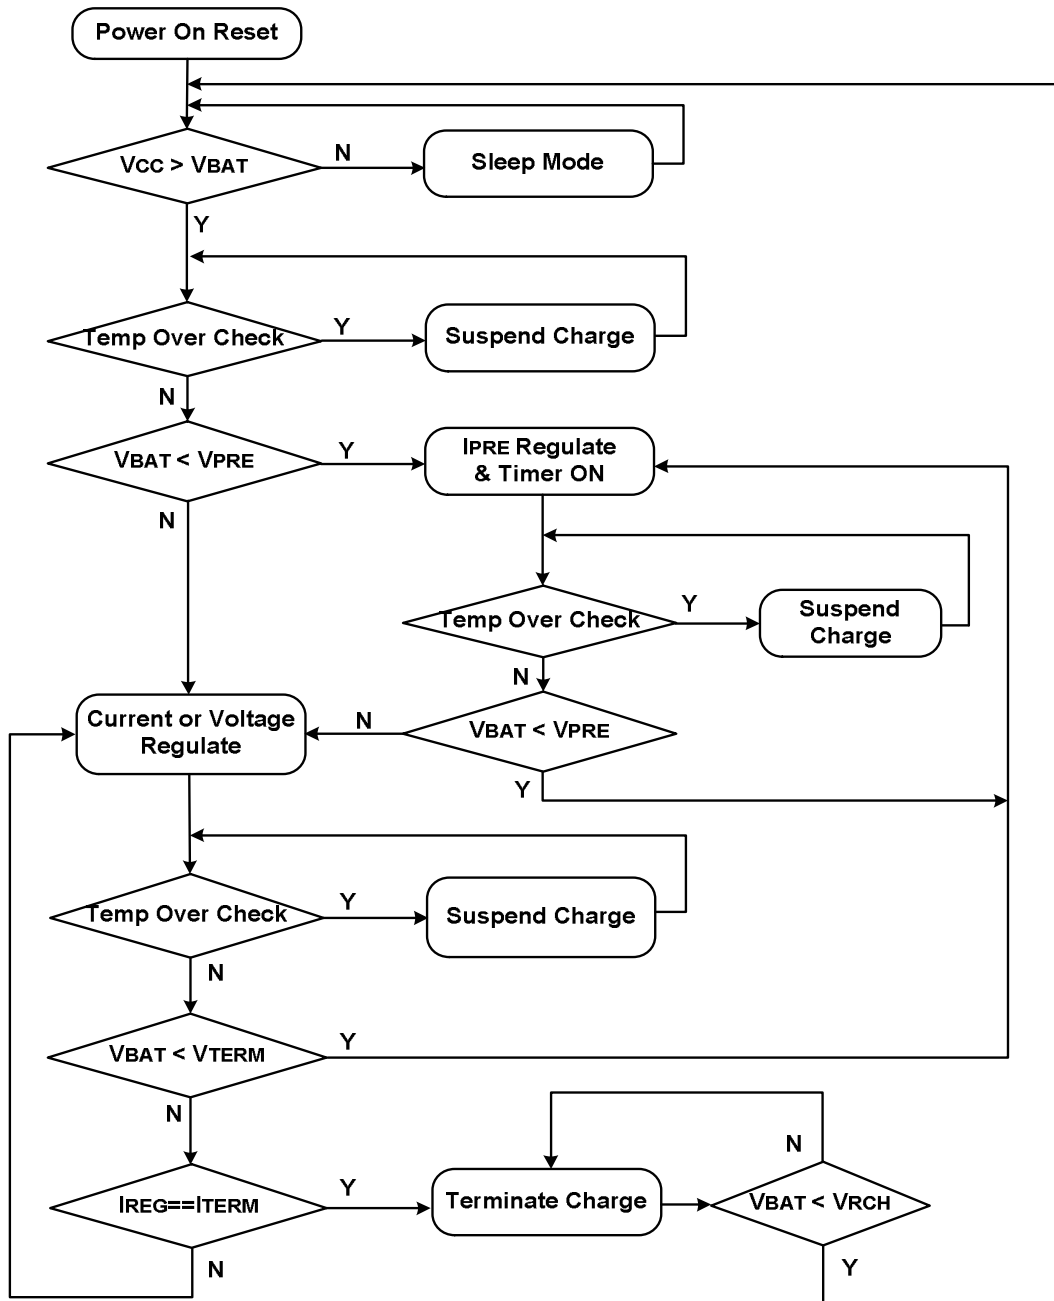 Power On Reset
VCC > VBAT
N
Sleep Mode
Y
Temp Over Check
Y
Suspend Charge
N
VBAT < VPRE
Y
IPRE Regulate
& Timer ON
N
Temp Over Check
Y
Suspend
Charge
N
Current or Voltage
Regulate
N
VBAT < VPRE
Y
Temp Over Check
Y
Suspend Charge
N
VBAT < VTERM
Y
N
IREG==ITERM
Y
Terminate Charge
N
VBAT < VRCH
N
Y